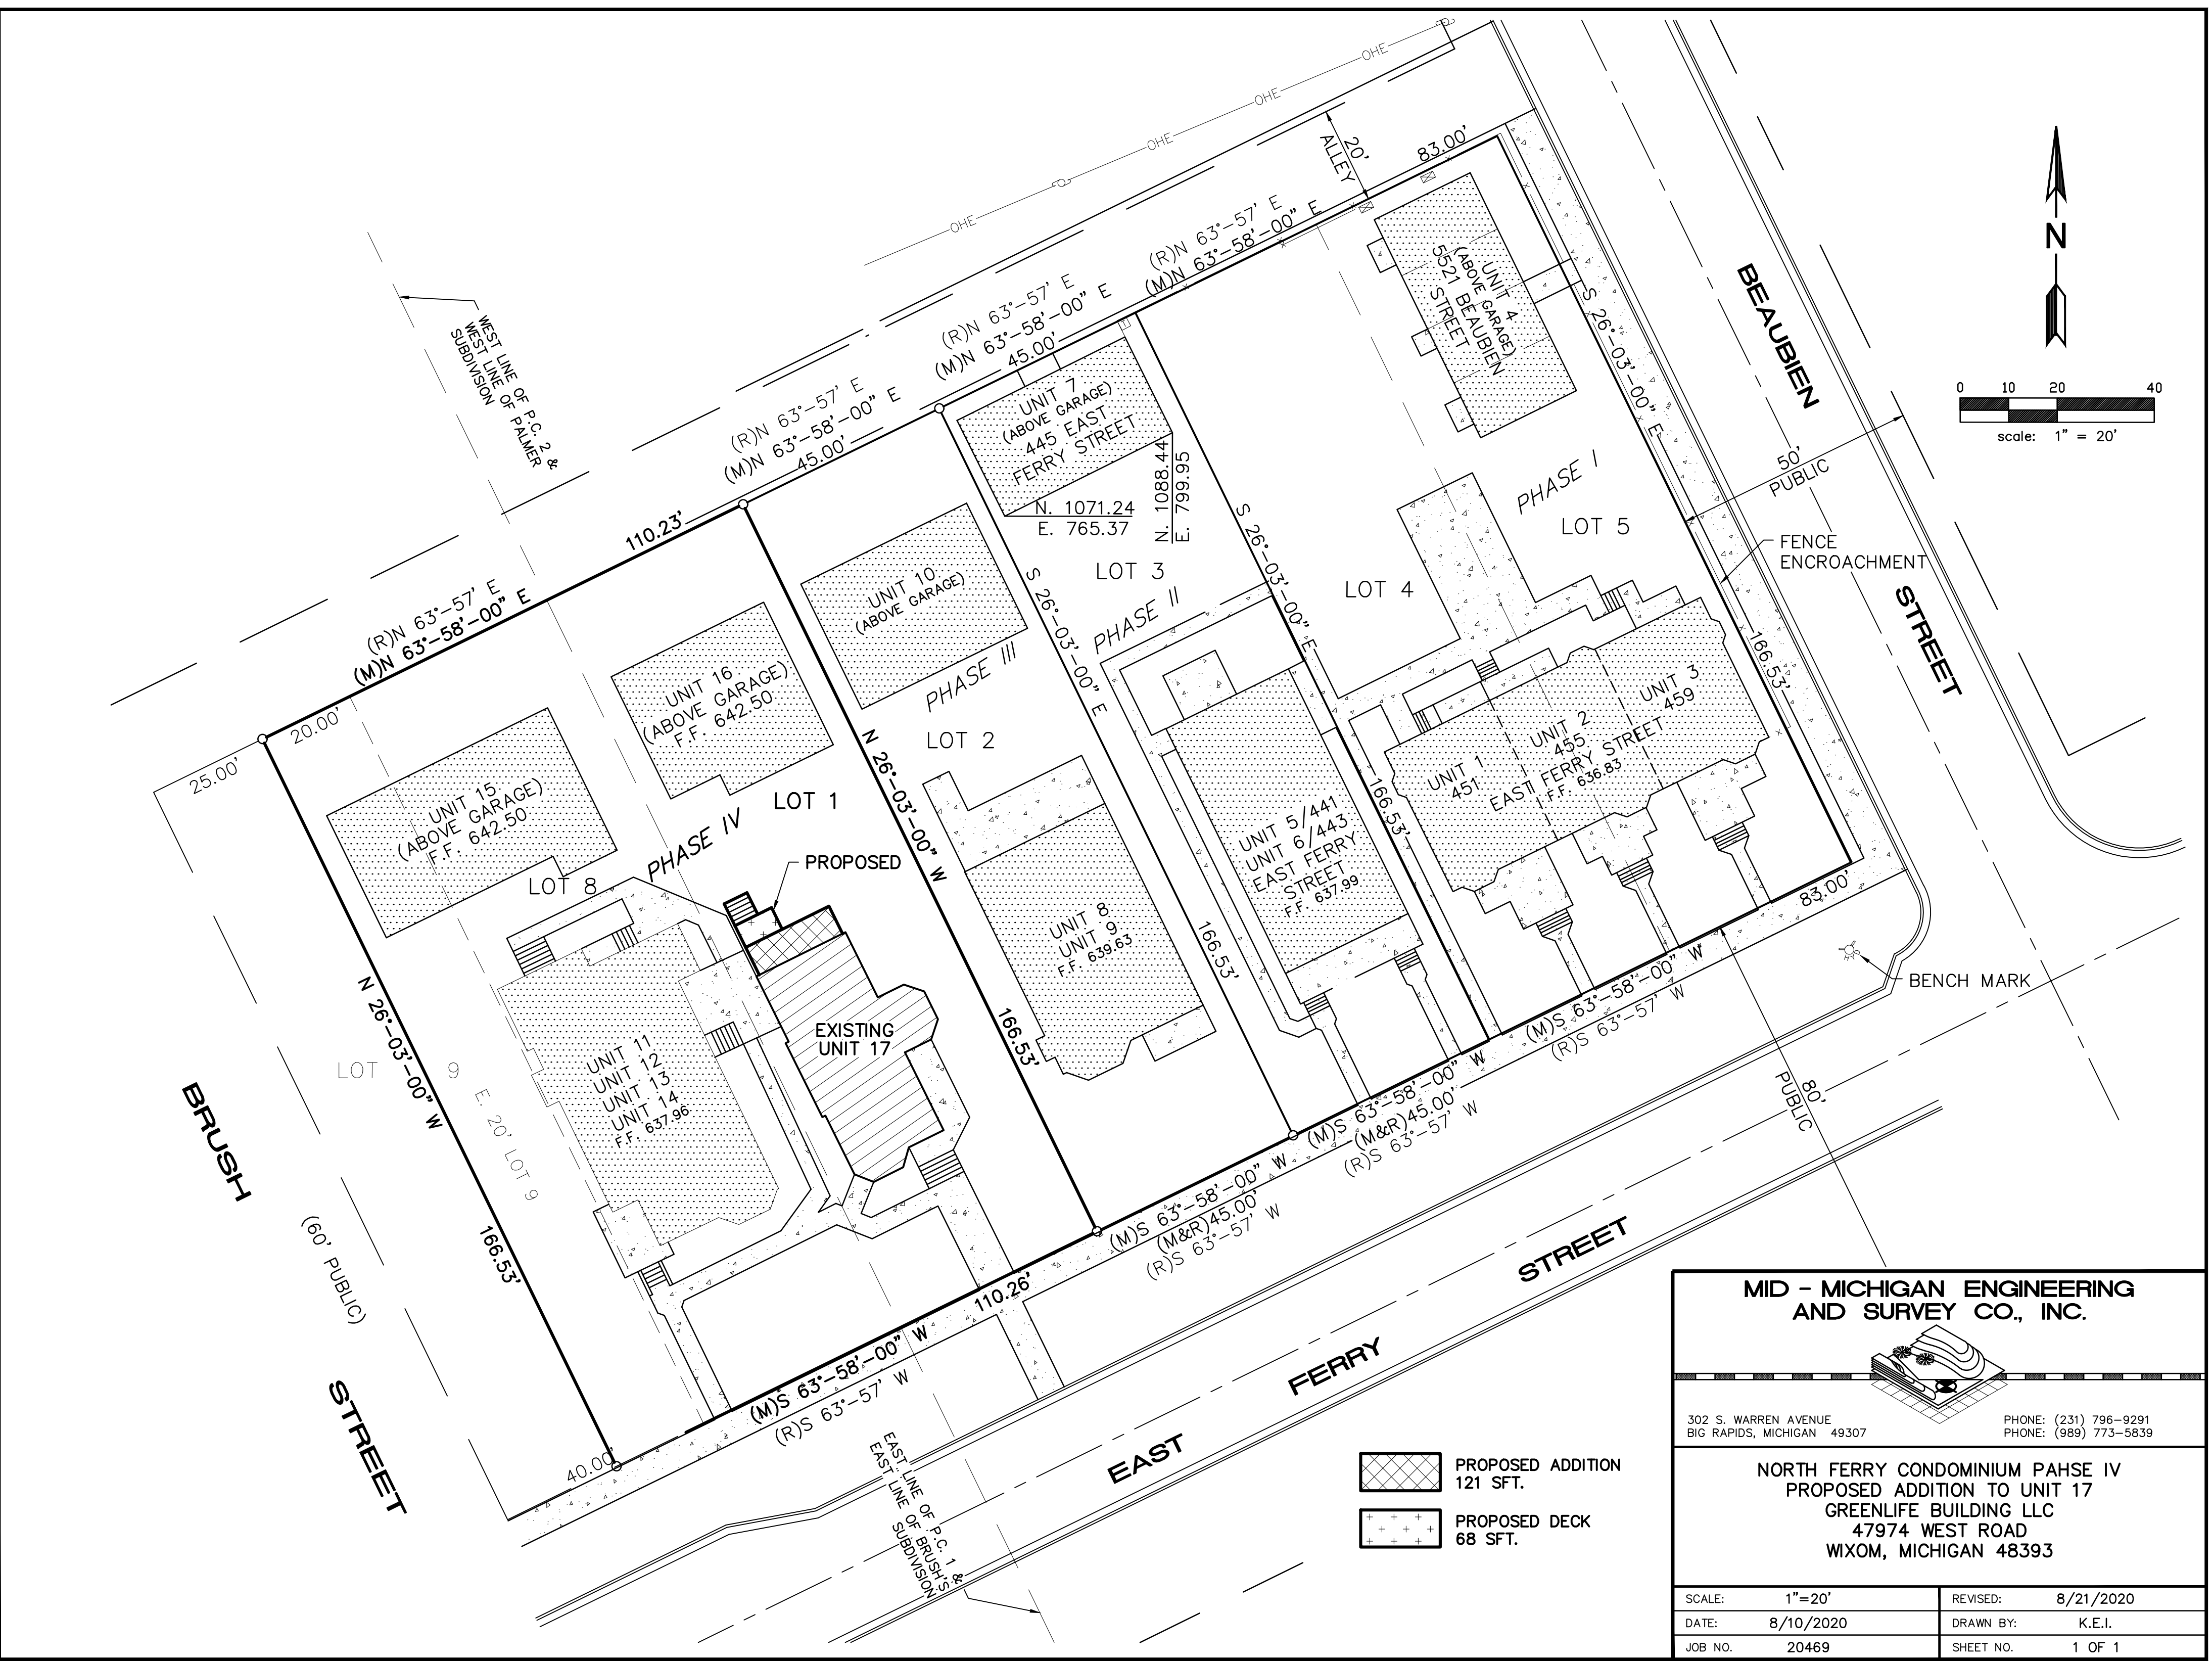 OHE
OHE
OHE
OHE
20'
ALLEY
83.00'
(R)N 63°-57' E
(M)N 63°-58'-00" E
(R)N 63°-57' E
(M)N 63°-58'-00" E
45.00'
(R)N 63°-57' E
(M)N 63°-58'-00" E
45.00'
110.23'
(R)N 63°-57' E
(M)N 63°-58'-00" E
20.00'
25.00'
WEST LINE OF P.C. 2 &
WEST LINE OF PALMER
SUBDIVISION
UNIT 4
(ABOVE GARAGE)
5521 BEAUBIEN
STREET
S 26°-03'-00" E
166.53'
BEAUBIEN
STREET
50'
PUBLIC
N
0 10 20 40
scale: 1" = 20'
FENCE
ENCROACHMENT
UNIT 7
(ABOVE GARAGE)
445 EAST
FERRY STREET
N. 1071.24
E. 765.37
N. 1088.44
E. 799.95
PHASE I
LOT 5
LOT 4
LOT 3
PHASE II
S 26°-03'-00" E
166.53'
S 26°-03'-00" E
166.53'
UNIT 10
(ABOVE GARAGE)
PHASE III
LOT 2
N 26°-03'-00" W
166.53'
UNIT 16
(ABOVE GARAGE)
F.F. 642.50
UNIT 15
(ABOVE GARAGE)
F.F. 642.50
LOT 1
PHASE IV
LOT 8
PROPOSED
UNIT 1
451
UNIT 2
455
UNIT 3
459
EAST FERRY STREET
F.F. 636.83
UNIT 5/441
UNIT 6/443
EAST FERRY
STREET
F.F. 637.99
UNIT 8
UNIT 9
F.F. 639.63
EXISTING
UNIT 17
UNIT 11
UNIT 12
UNIT 13
UNIT 14
F.F. 637.96
N 26°-03'-00" W
166.53'
LOT 9
E. 20' LOT 9
BRUSH
STREET
(60' PUBLIC)
83.00'
BENCH MARK
(M)S 63°-58'-00" W
(R)S 63°-57' W
80'
PUBLIC
(M)S 63°-58'-00" W
(M&R)45.00'
(R)S 63°-57' W
(M)S 63°-58'-00" W
(M&R)45.00'
(R)S 63°-57' W
110.26'
(M)S 63°-58'-00" W
(R)S 63°-57' W
40.00'
EAST LINE OF P.C. 1 &
EAST LINE OF BRUSH'S
SUBDIVISION
EAST
FERRY
STREET
PROPOSED ADDITION
121 SFT.
PROPOSED DECK
68 SFT.
MID - MICHIGAN ENGINEERING
AND SURVEY CO., INC.
302 S. WARREN AVENUE
BIG RAPIDS, MICHIGAN 49307
PHONE: (231) 796-9291
PHONE: (989) 773-5839
NORTH FERRY CONDOMINIUM PAHSE IV
PROPOSED ADDITION TO UNIT 17
GREENLIFE BUILDING LLC
47974 WEST ROAD
WIXOM, MICHIGAN 48393
SCALE: 1"=20'
REVISED: 8/21/2020
DATE: 8/10/2020
DRAWN BY: K.E.I.
JOB NO. 20469
SHEET NO. 1 OF 1